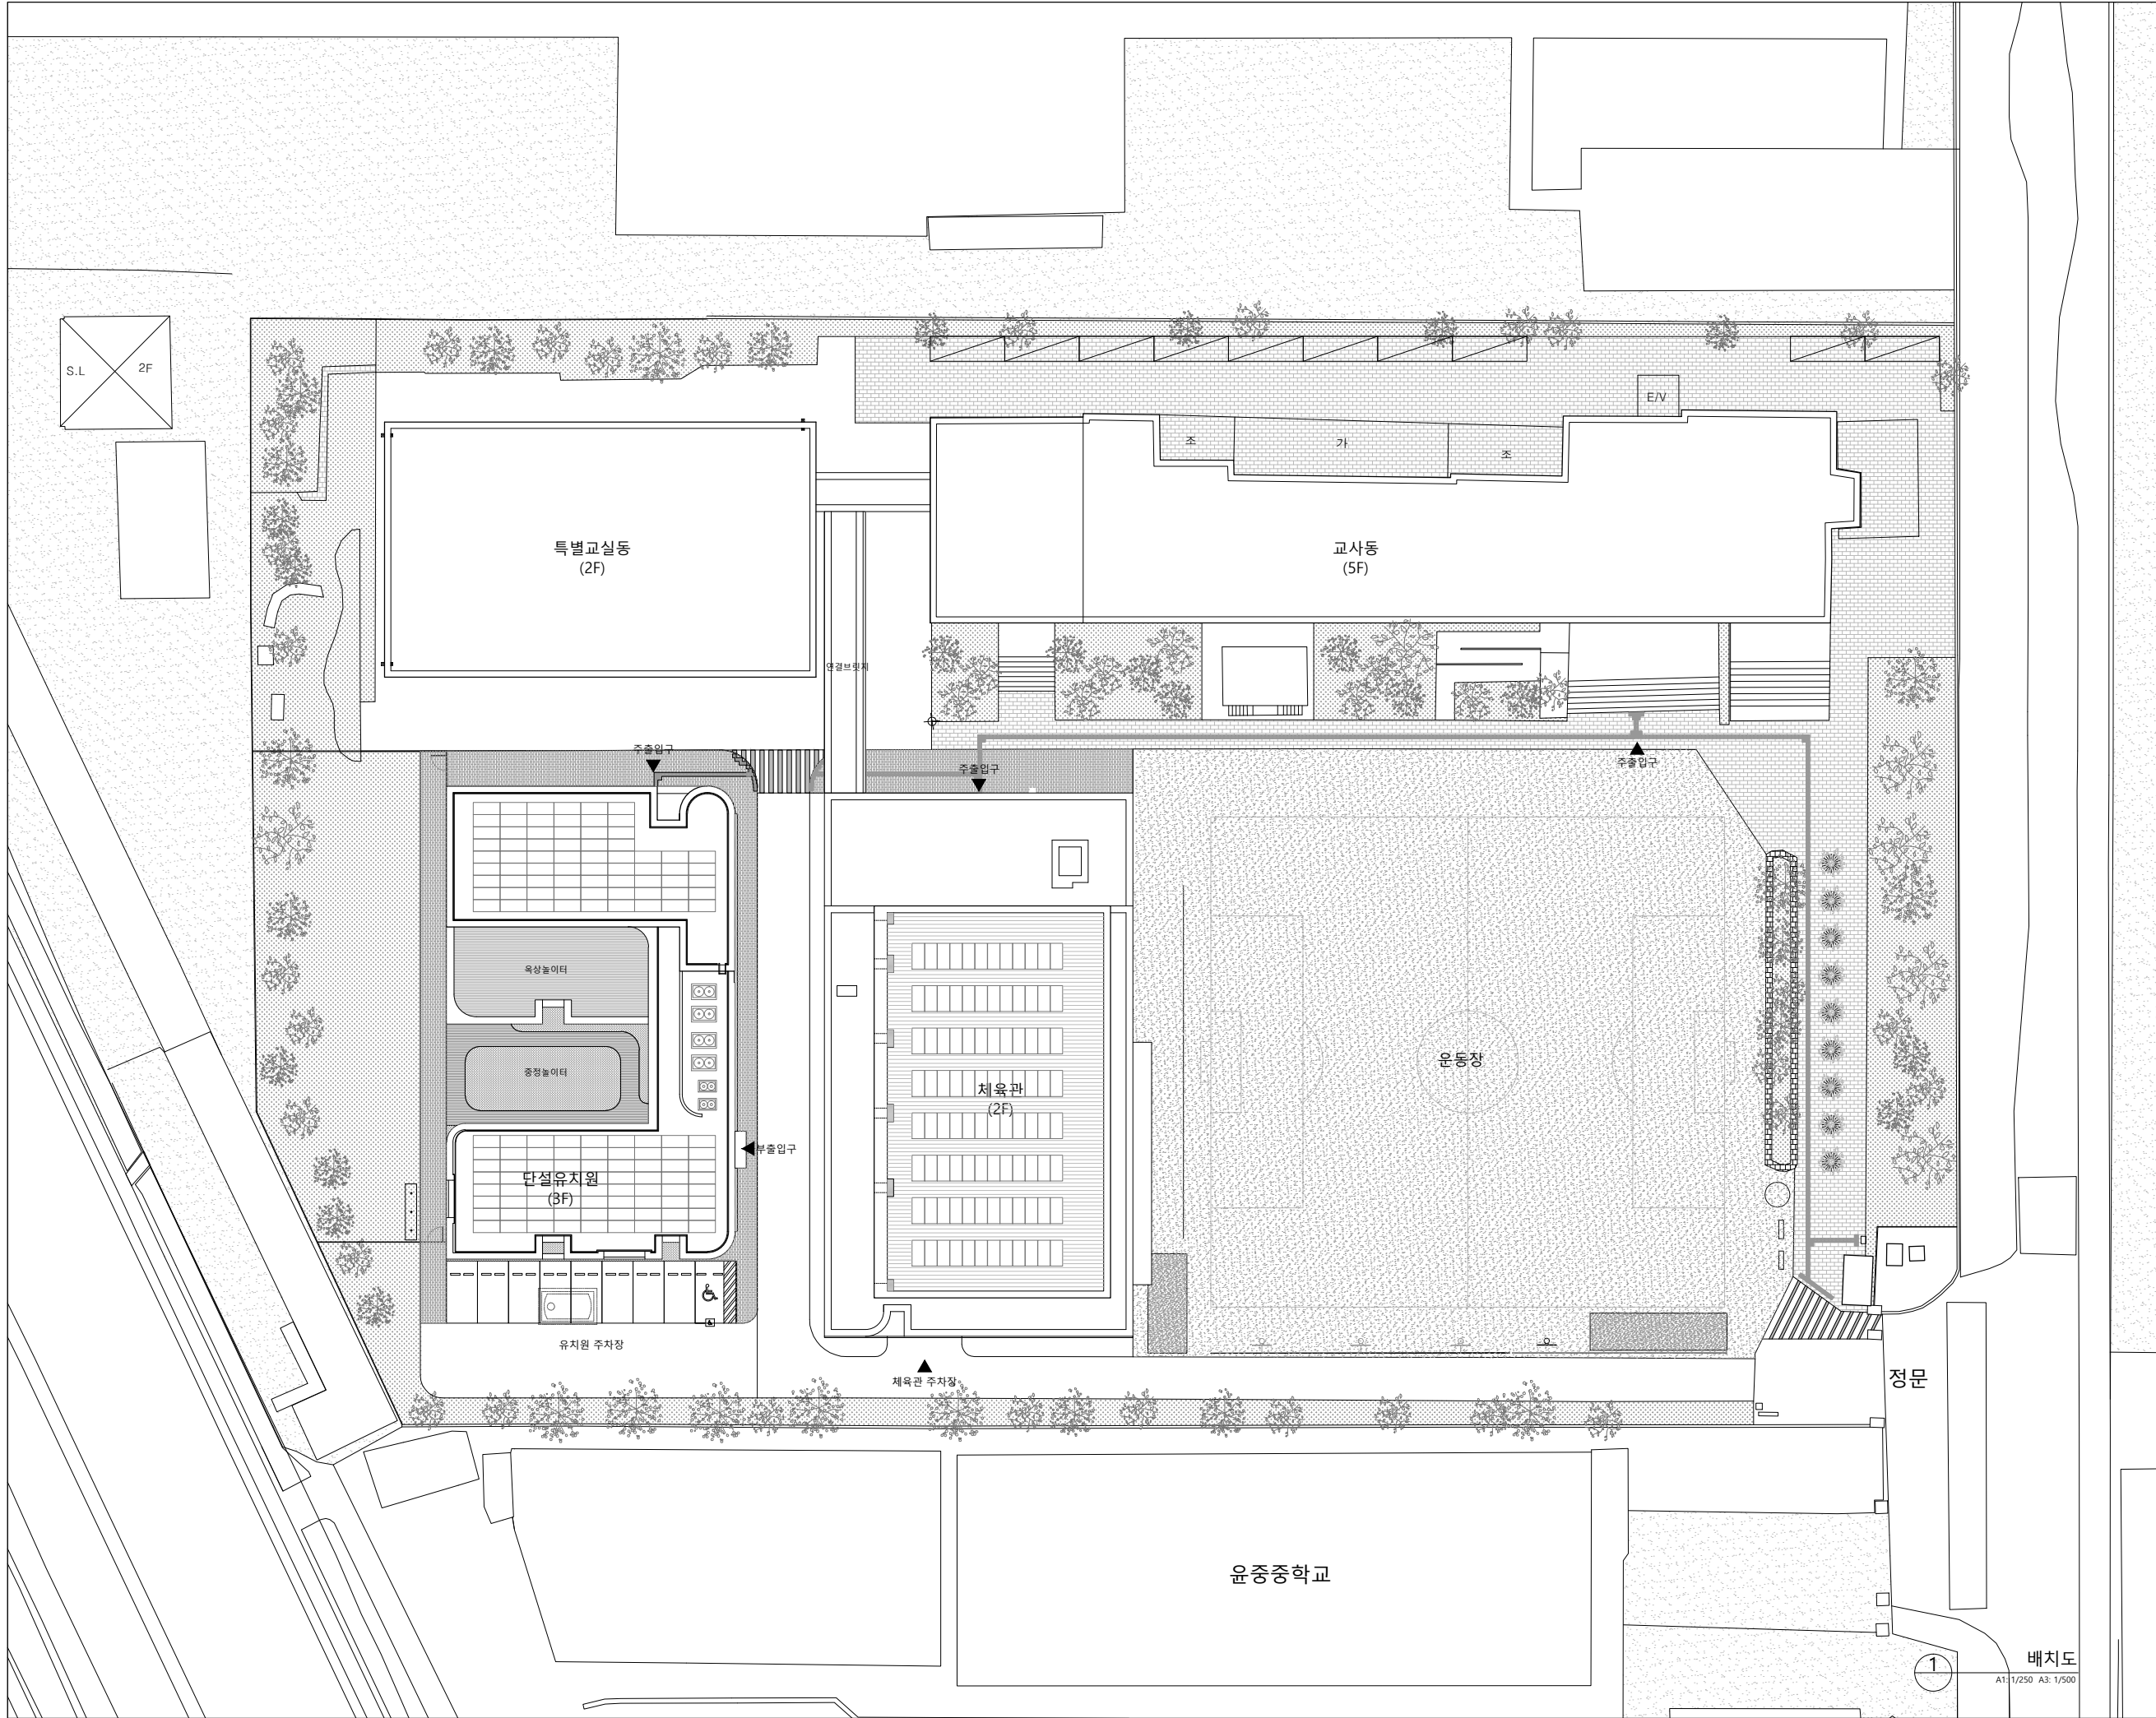 S.L
2F
E/V
조
가
조
특별교실동
(2F)
교사동
(5F)
연결브릿지
주출입구
주출입구
주출입구
옥상놀이터
중정놀이터
운동장
체육관
(2F)
부출입구
단설유치원
(3F)
유치원 주차장
체육관 주차장
정문
윤중중학교
1
배치도
A1: 1/250 A3: 1/500